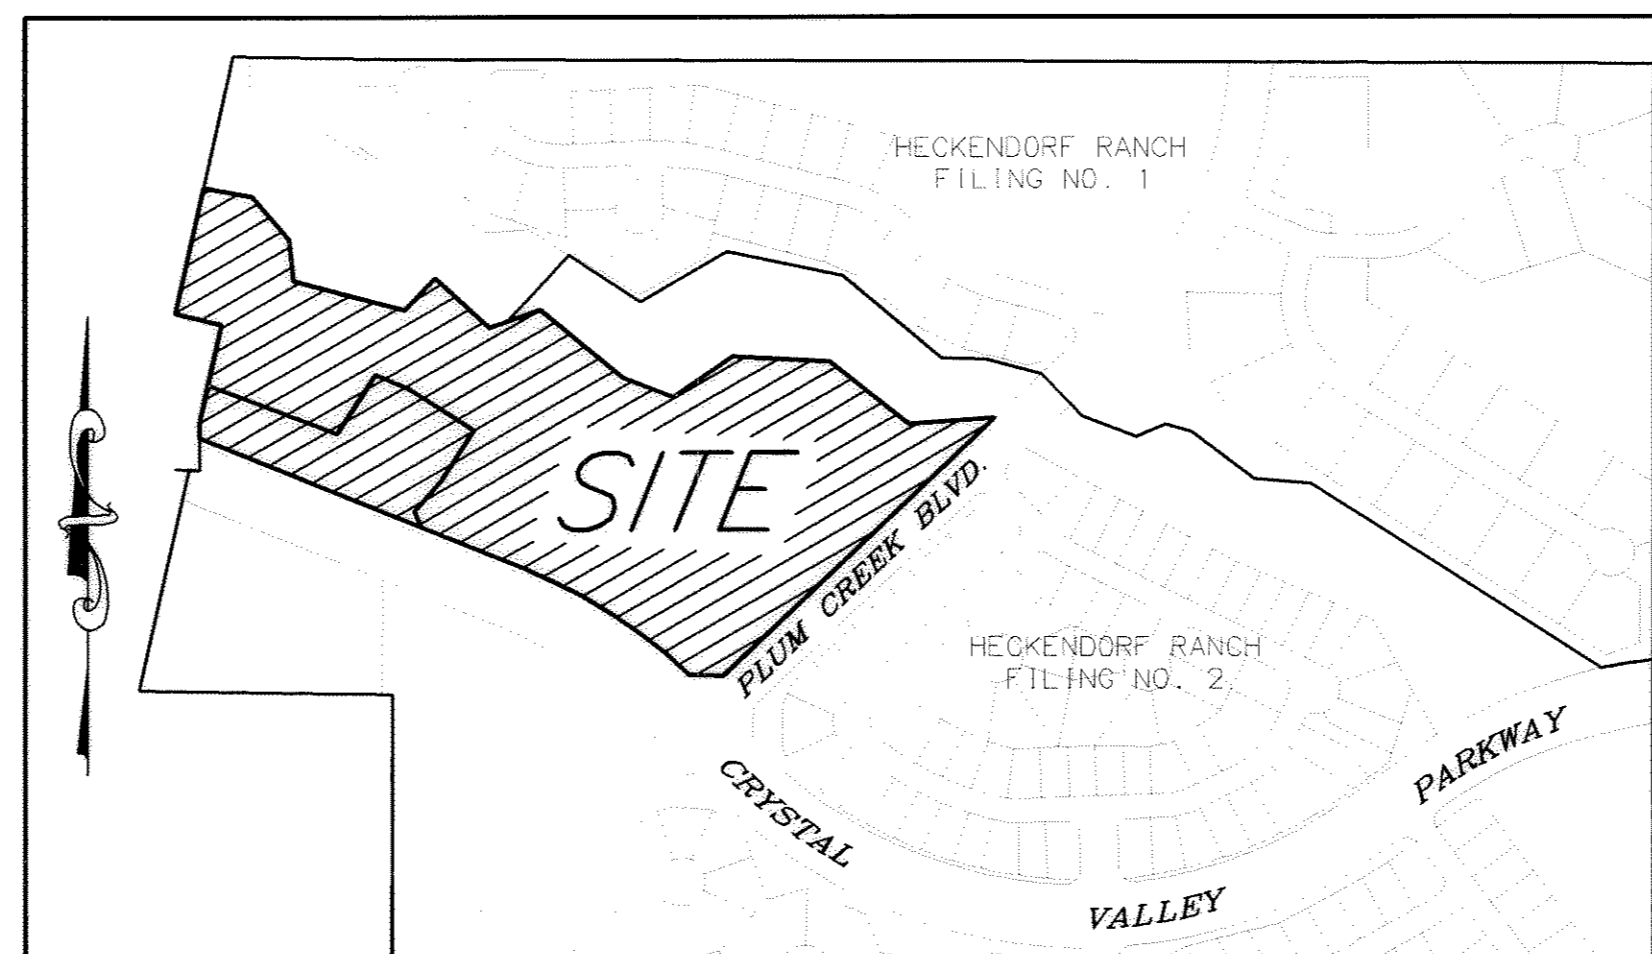 HECKENDORF RANCH
FILING NO. 1
SITE
PLUM CREEK BLVD.
HECKENDORF RANCH
FILING NO. 2
CRYSTAL
VALLEY
PARKWAY